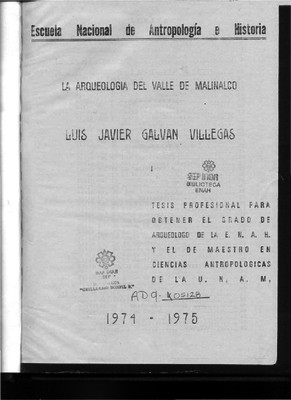 Escuela Nacional de Antropología e Historia
LA ARQUEOLOGIA DEL VALLE DE MALINALCO
LUIS JAVIER GALVAN VILLEGAS
BIBLIOTECA
ENAH
TESIS PROFESIONAL PARA
OBTENER EL GRADO DE
ARQUEOLOGO DE LA E. N. A. H.
Y EL DE MAESTRO EN
CIENCIAS ANTROPOLOGICAS
DE LA U. N. A. M.
ADQ.
1974 - 1975